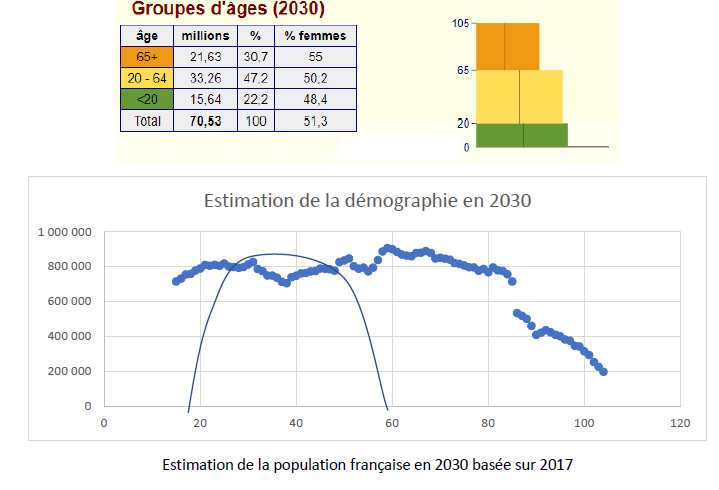 Groupes d'âges (2030)
âge millions % % femmes
65+ 21,63 30,7 55
20 - 64 33,26 47,2 50,2
<20 15,64 22,2 48,4
Total 70,53 100 51,3
105
65
20
0
Estimation de la démographie en 2030
1 000 000
800 000
600 000
400 000
200 000
0
0 20 40 60 80 100 120
Estimation de la population française en 2030 basée sur 2017